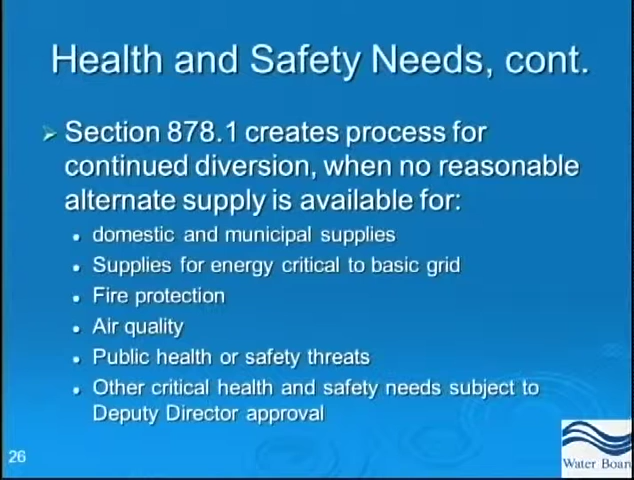 Health and Safety Needs, cont.
Section 878.1 creates process for
continued diversion, when no reasonable
alternate supply is available for:
domestic and municipal supplies
Supplies for energy critical to basic grid
Fire protection
Air quality
Public health or safety threats
Other critical health and safety needs subject to
Deputy Director approval
26
Water Boar